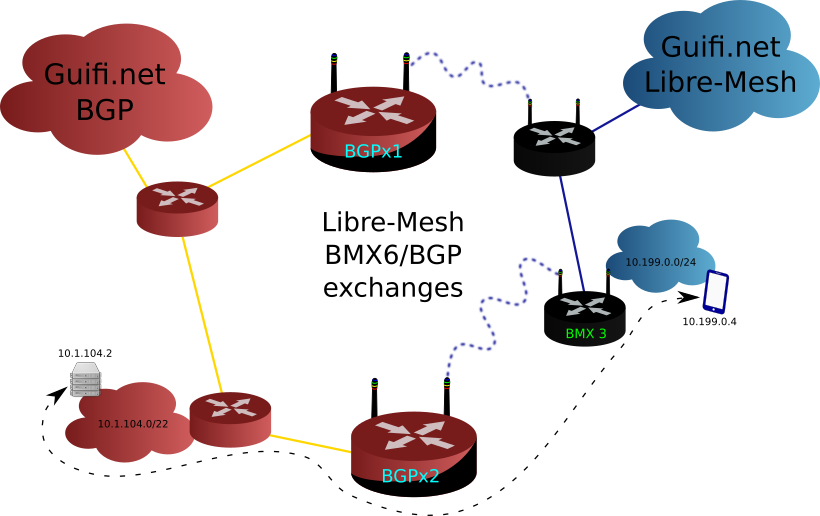 Guifi.net
BGP
Guifi.net
Libre-Mesh
BGPx1
Libre-Mesh
BMX6/BGP
exchanges
10.199.0.0/24
10.199.0.4
BMX 3
10.1.104.2
10.1.104.0/22
BGPx2